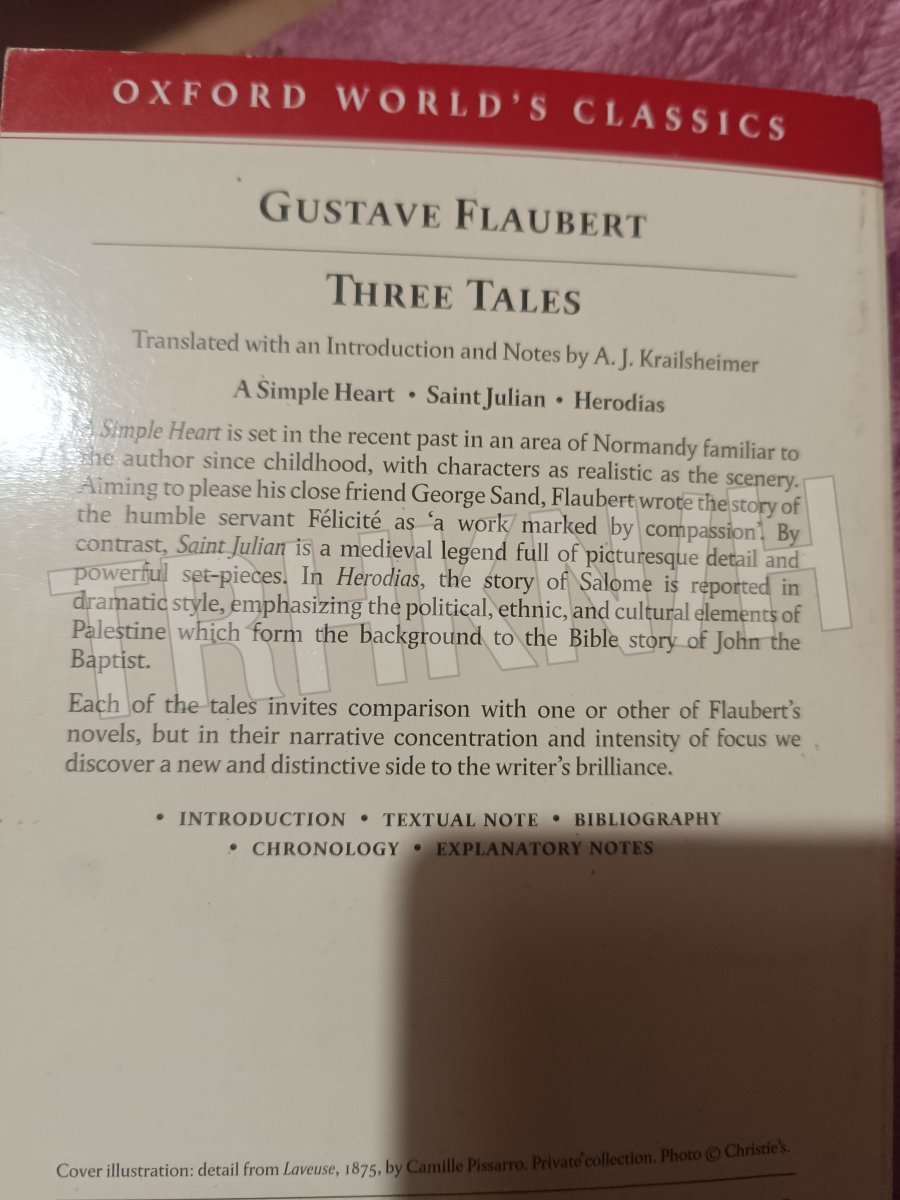 OXFORD WORLD'S CLASSICS
GUSTAVE FLAUBERT
THREE TALES
Translated with an Introduction and Notes by A. J. Krailsheimer
A Simple Heart • Saint Julian • Herodias
A Simple Heart is set in the recent past in an area of Normandy familiar to
the author since childhood, with characters as realistic as the scenery.
Aiming to please his close friend George Sand, Flaubert wrote the story of
the humble servant Félicité as ‘a work marked by compassion’. By
contrast, Saint Julian is a medieval legend full of picturesque detail and
powerful set-pieces. In Herodias, the story of Salome is reported in
dramatic style, emphasizing the political, ethnic, and cultural elements of
Palestine which form the background to the Bible story of John the
Baptist.
Each of the tales invites comparison with one or other of Flaubert's
novels, but in their narrative concentration and intensity of focus we
discover a new and distinctive side to the writer's brilliance.
• INTRODUCTION • TEXTUAL NOTE • BIBLIOGRAPHY
• CHRONOLOGY • EXPLANATORY NOTES
Cover illustration: detail from Laveuse, 1875, by Camille Pissarro. Private collection. Photo © Christie's.